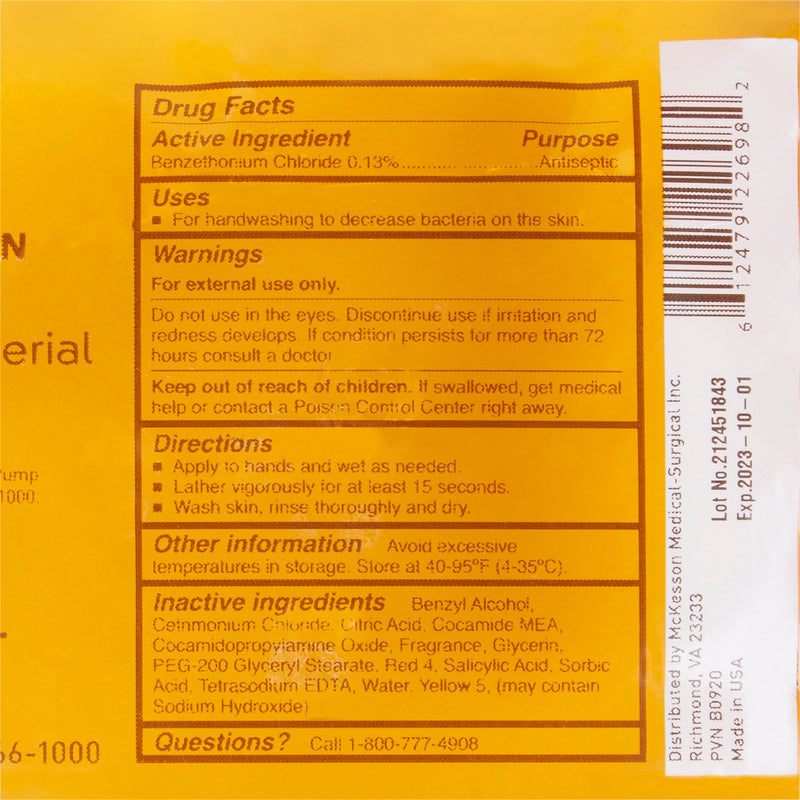 N
erial
ump
1000.
66-1000
Drug Facts
Active Ingredient Purpose
Benzethonium Chloride 0.13%.......................Antiseptic
Uses
▪ For handwashing to decrease bacteria on the skin.
Warnings
For external use only.
Do not use in the eyes. Discontinue use if irritation and
redness develops. If condition persists for more than 72
hours consult a doctor
Keep out of reach of children. If swallowed, get medical
help or contact a Poison Control Center right away.
Directions
▪ Apply to hands and wet as needed.
▪ Lather vigorously for at least 15 seconds.
▪ Wash skin, rinse thoroughly and dry.
Other information Avoid excessive
temperatures in storage. Store at 40-95ºF (4-35ºC).
Inactive ingredients Benzyl Alcohol,
Cetrimonium Chloride, Citric Acid, Cocamide MEA,
Cocamidopropylamine Oxide, Fragrance, Glycerin,
PEG-200 Glyceryl Stearate, Red 4, Salicylic Acid, Sorbic
Acid, Tetrasodium EDTA, Water, Yellow 5, (may contain
Sodium Hydroxide)
Questions? Call 1-800-777-4908
6 12479 22698 2
Lot No.212451843
Exp.2023-10-01
Distributed by McKesson Medical-Surgical Inc.
Richmond, VA 23233
PVN B0920
Made in USA